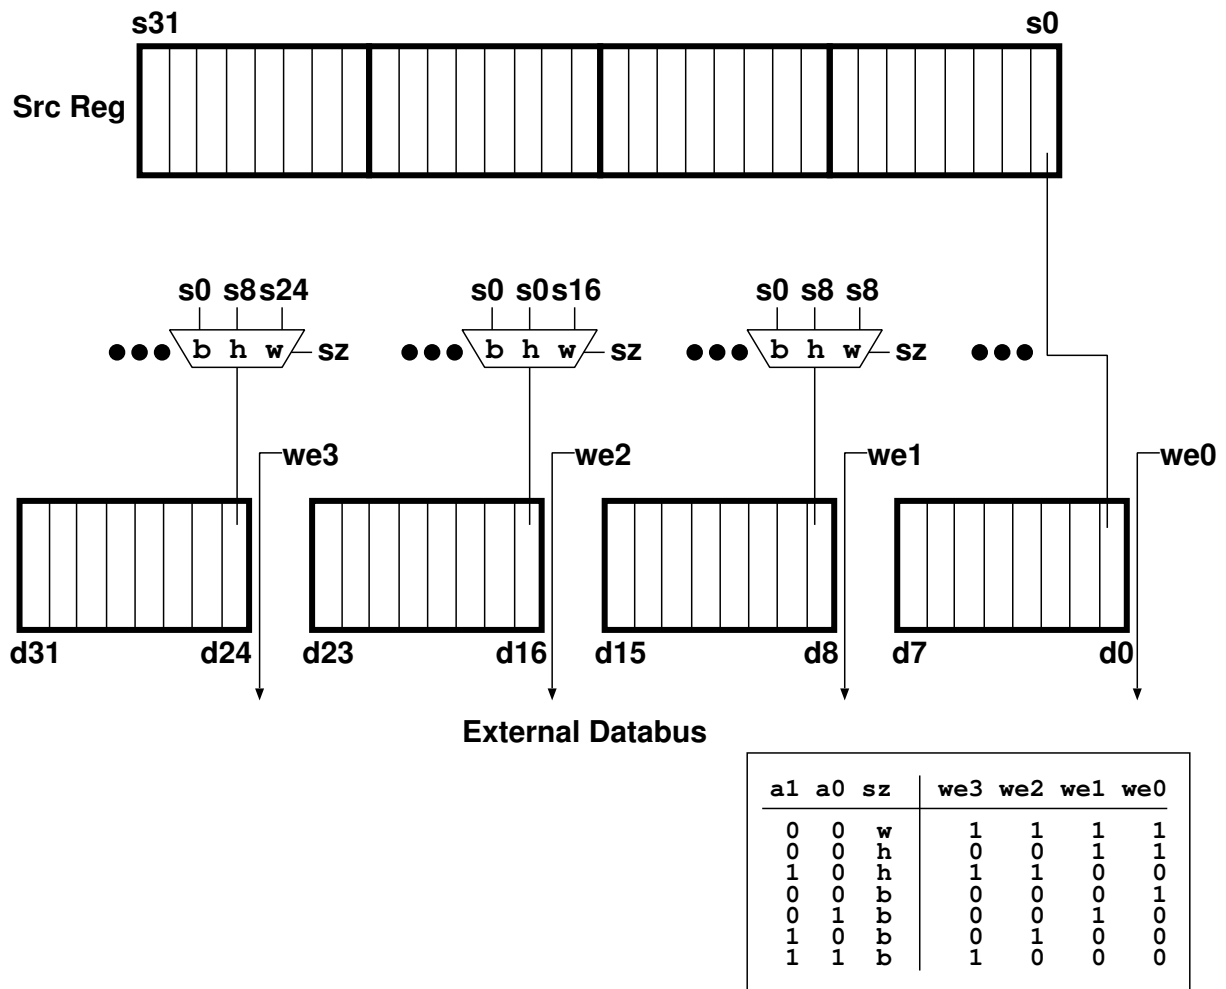 s31 s0
Src Reg
s0 s8 s24 s0 s0 s16 s0 s8 s8
b h w sz b h w sz b h w sz
we3 we2 we1 we0
d31 d24 d23 d16 d15 d8 d7 d0
External Databus
a1 a0 sz we3 we2 we1 we0
0 0 w 1 1 1 1
0 0 h 0 0 1 1
1 0 h 1 1 0 0
0 0 b 0 0 0 1
0 1 b 0 0 1 0
1 0 b 0 1 0 0
1 1 b 1 0 0 0